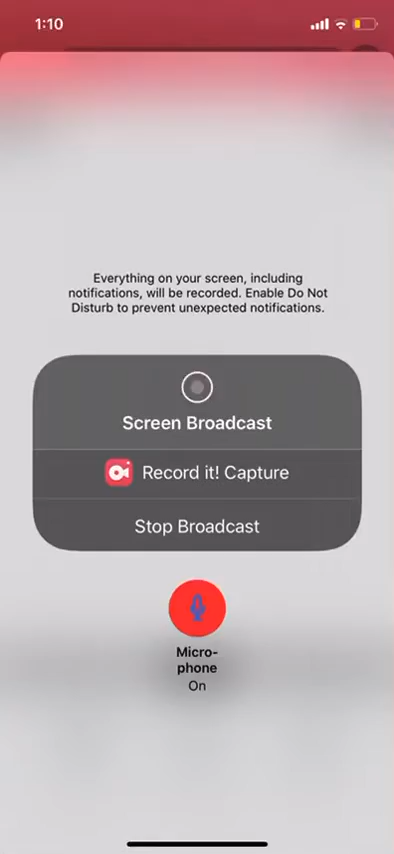 1:10
Everything on your screen, including
notifications, will be recorded. Enable Do Not
Disturb to prevent unexpected notifications.
Screen Broadcast
Record it! Capture
Stop Broadcast
Micro-
phone
On